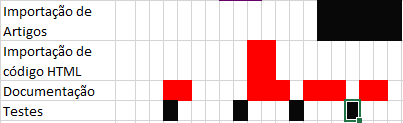 Importação de
Artigos
Importação de
código HTML
Documentação
Testes